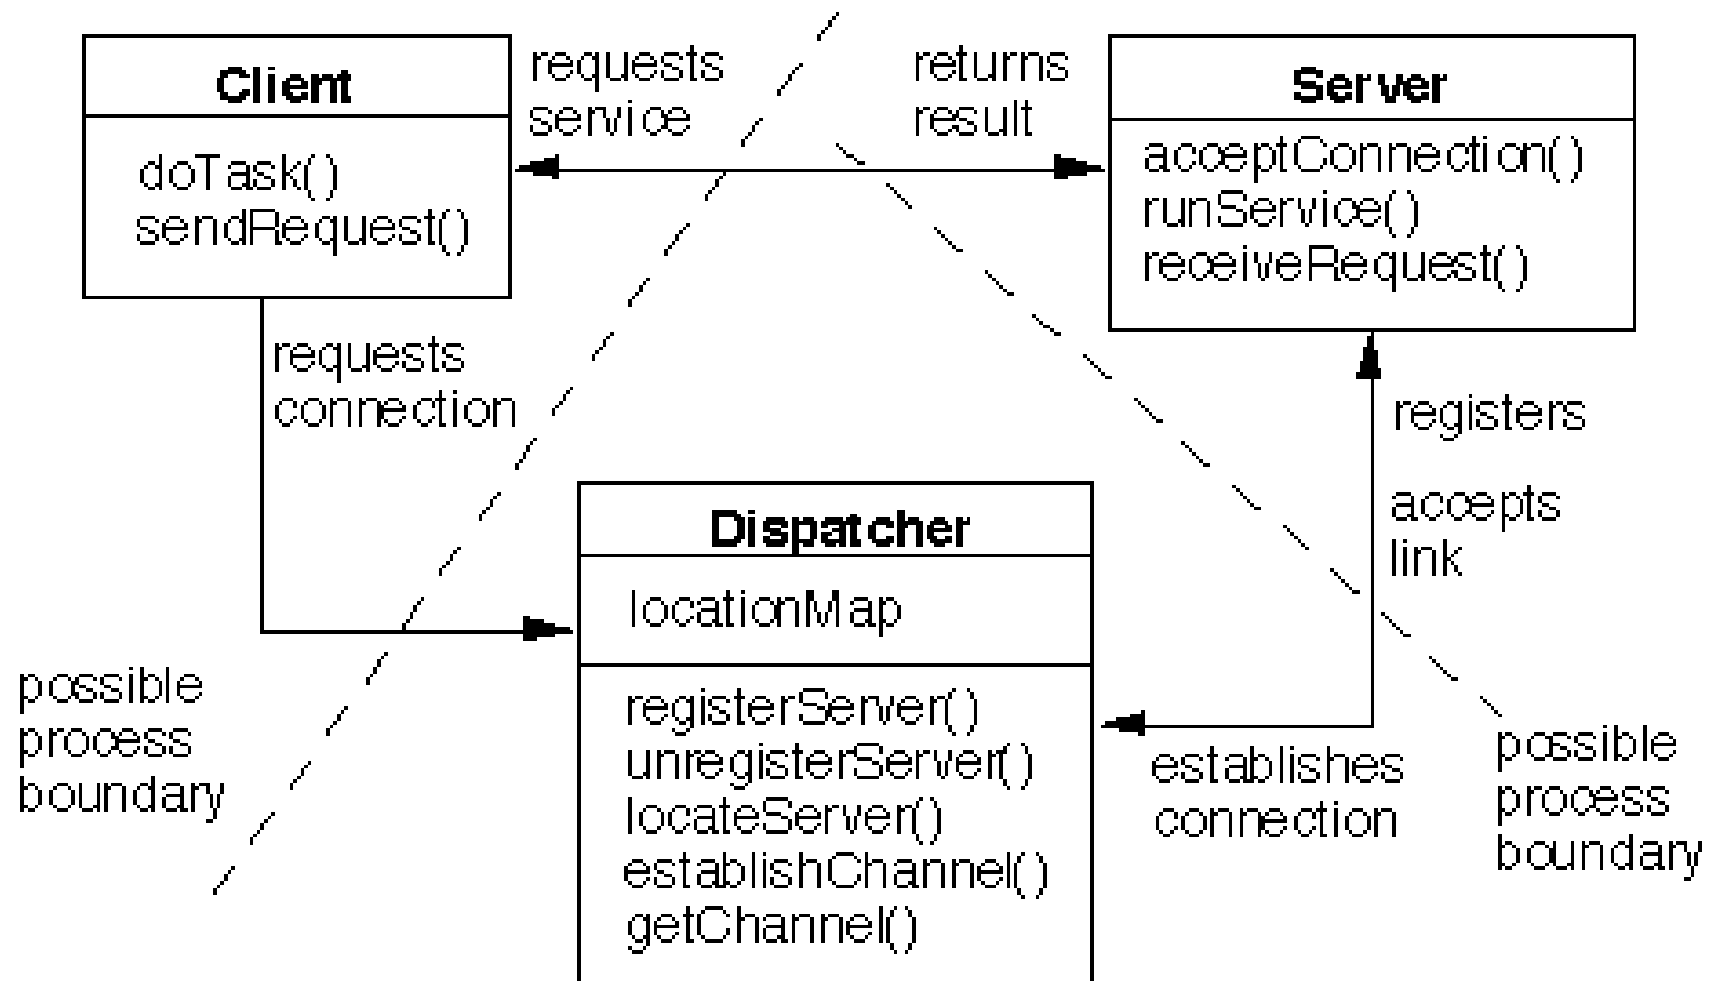 Client
doTask()
sendRequest()
requests
service
returns
result
Server
acceptConnection()
runService()
receiveRequest()
requests
connection
registers
accepts
link
Dispatcher
locationMap
registerServer()
unregisterServer()
locateServer()
establishChannel()
getChannel()
establishes
connection
possible
process
boundary
possible
process
boundary